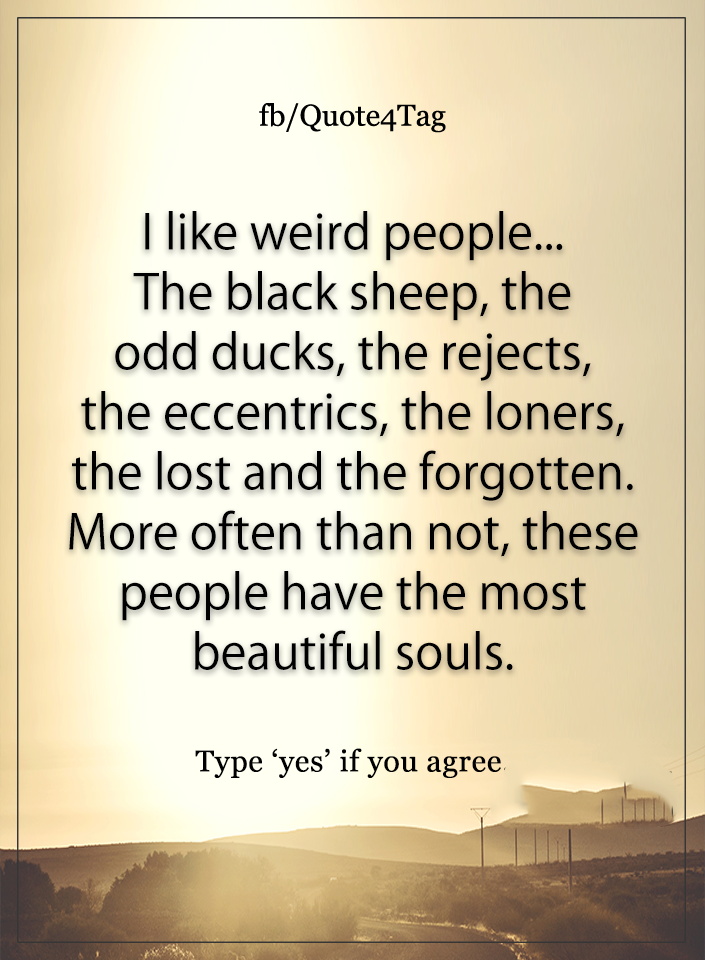 fb/Quote4Tag
I like weird people...
The black sheep, the
odd ducks, the rejects,
the eccentrics, the loners,
the lost and the forgotten.
More often than not, these
people have the most
beautiful souls.
Type ‘yes’ if you agree.